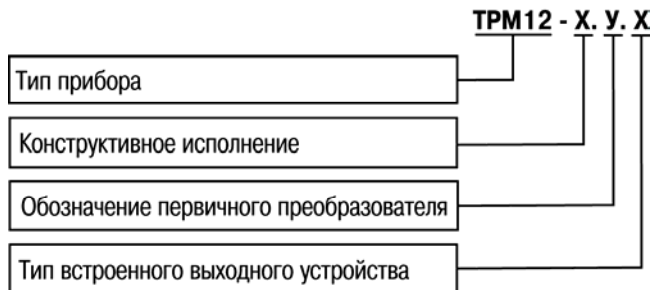 ТРМ12 - Х. У. Х
Тип прибора
Конструктивное исполнение
Обозначение первичного преобразователя
Тип встроенного выходного устройства